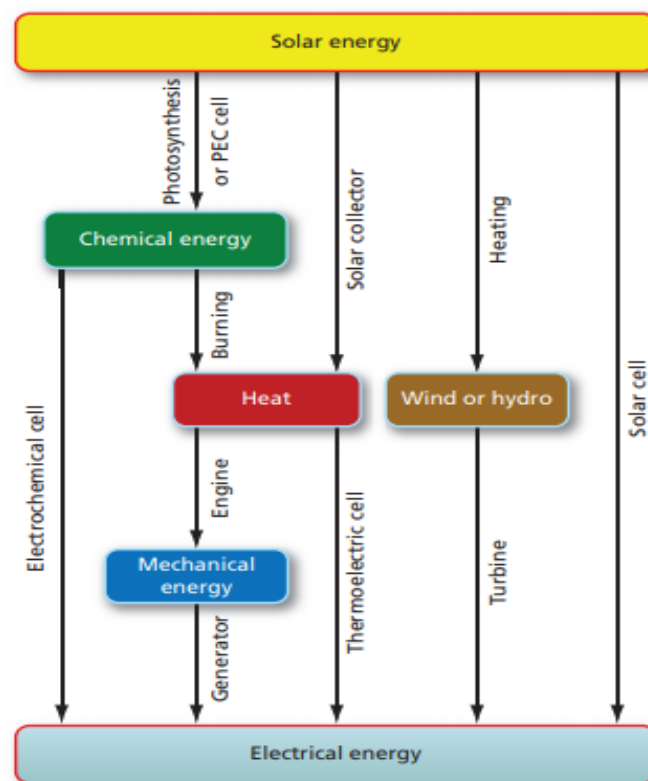 Solar energy
Photosynthesis
or PEC cell
Solar collector
Heating
Solar cell
Chemical energy
Burning
Electrochemical cell
Heat
Wind or hydro
Engine
Thermoelectric cell
Turbine
Mechanical
energy
Generator
Electrical energy